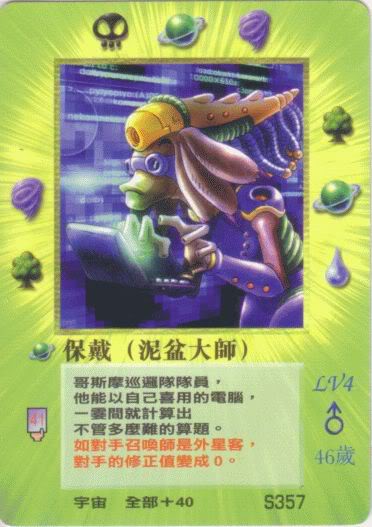 保戴（泥盆大師）
哥斯摩巡邏隊隊員，
他能以自己喜用的電腦，
一霎間就計算出
不管多麼難的算題。
如對手召喚師是外星客，
對手的修正值變成0。
LV4
46歲
41
宇宙　全部＋40
S357